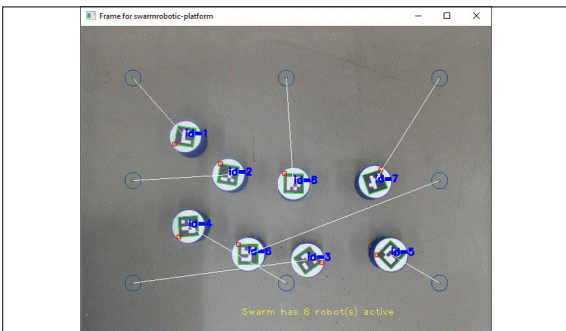 Frame for swarmrobotic-platform
id=1
id=2
id=8
id=7
id=4
id=6
id=3
id=5
Swarm has 8 robot(s) active